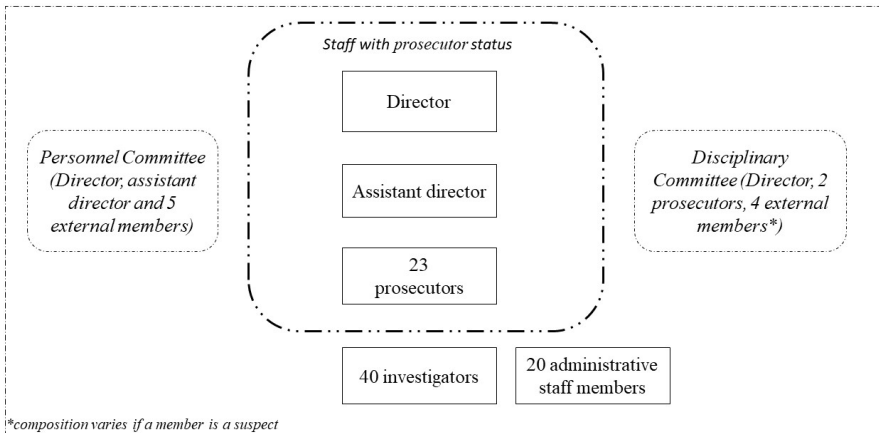 Staff with prosecutor status
Director
Personnel Committee
(Director, assistant
director and 5
external members)
Disciplinary
Committee (Director, 2
prosecutors, 4 external
members*)
Assistant director
23
prosecutors
40 investigators
20 administrative
staff members
*composition varies if a member is a suspect